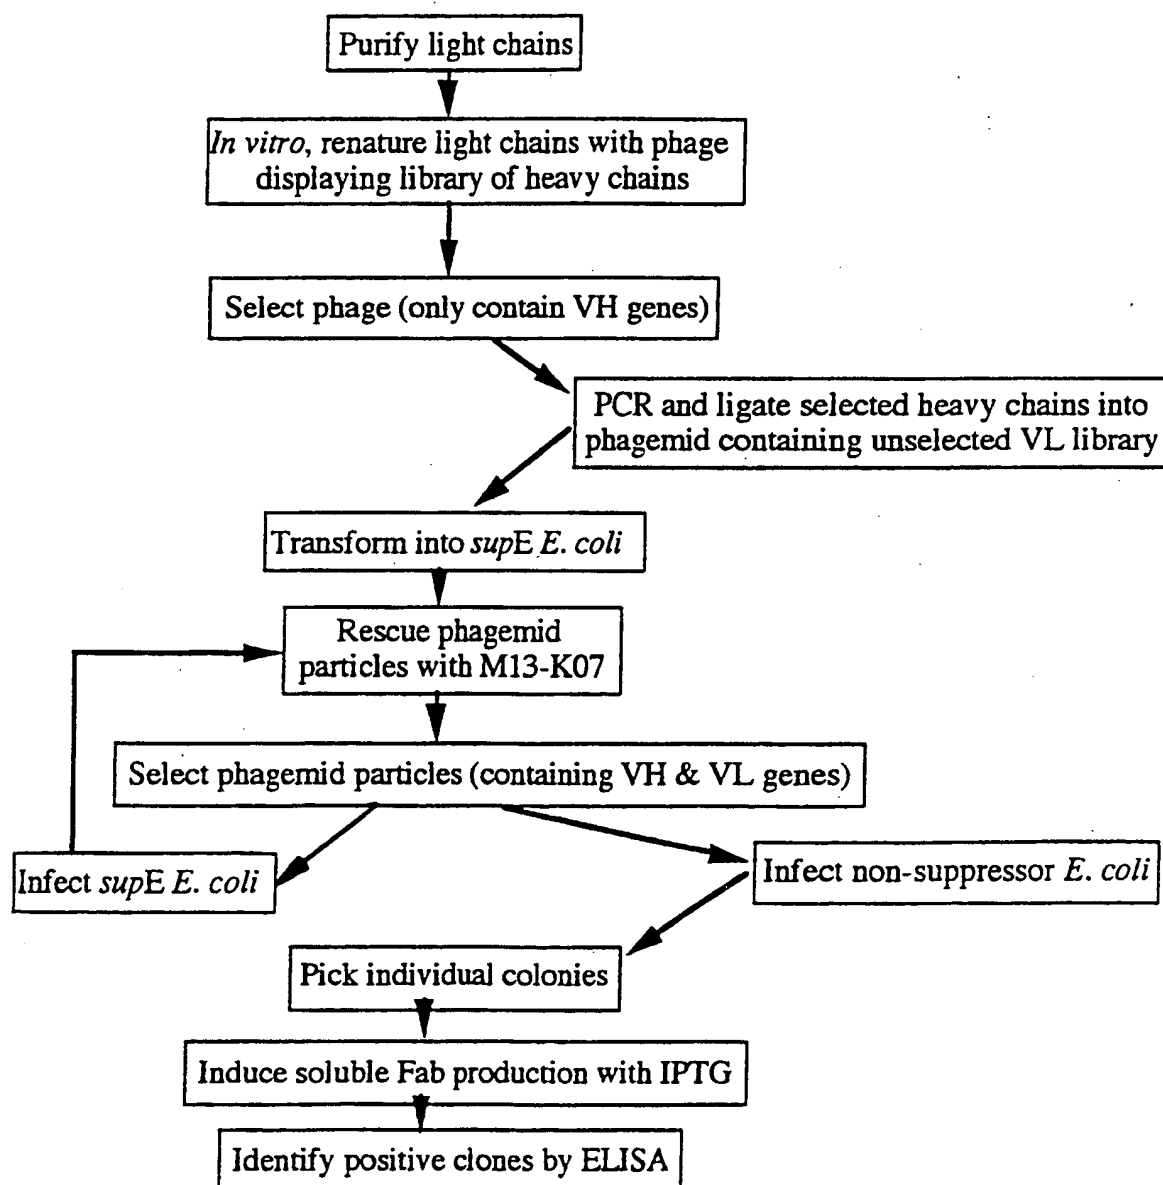 Purify light chains
In vitro, renature light chains with phage
displaying library of heavy chains
Select phage (only contain VH genes)
PCR and ligate selected heavy chains into
phagemid containing unselected VL library
Transform into supE E. coli
Rescue phagemid
particles with M13-K07
Select phagemid particles (containing VH & VL genes)
Infect supE E. coli
Infect non-suppressor E. coli
Pick individual colonies
Induce soluble Fab production with IPTG
Identify positive clones by ELISA